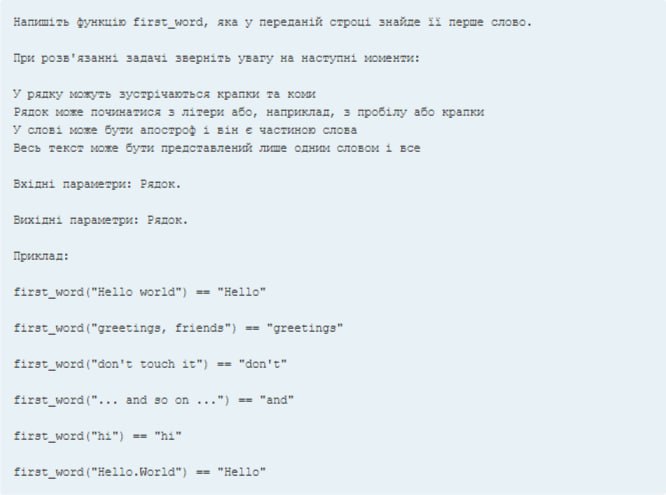 Напишіть функцію first_word, яка у переданій строці знайде її перше слово.
При розв'язанні задачі зверніть увагу на наступні моменти:
У рядку можуть зустрічаються крапки та коми
Рядок може починатися з літери або, наприклад, з пробілу або крапки
У слові може бути апостроф і він є частиною слова
Весь текст може бути представлений лише одним словом і все
Вхідні параметри: Рядок.
Вихідні параметри: Рядок.
Приклад:
first_word("Hello world") == "Hello"
first_word("greetings, friends") == "greetings"
first_word("don't touch it") == "don't"
first_word("... and so on ...") == "and"
first_word("hi") == "hi"
first_word("Hello.World") == "Hello"